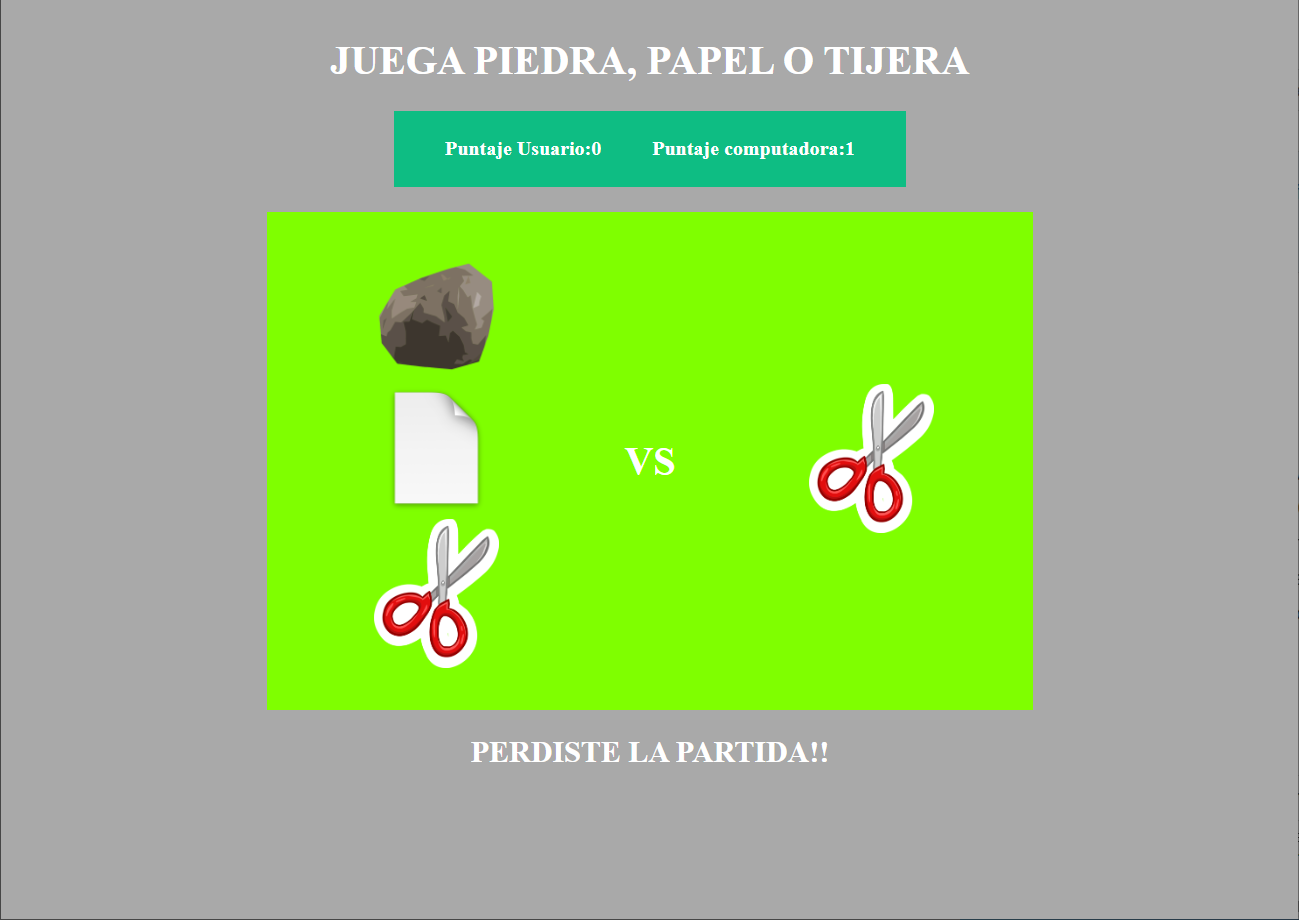 JUEGA PIEDRA, PAPEL O TIJERA
Puntaje Usuario:0 Puntaje computadora:1
VS
PERDISTE LA PARTIDA!!